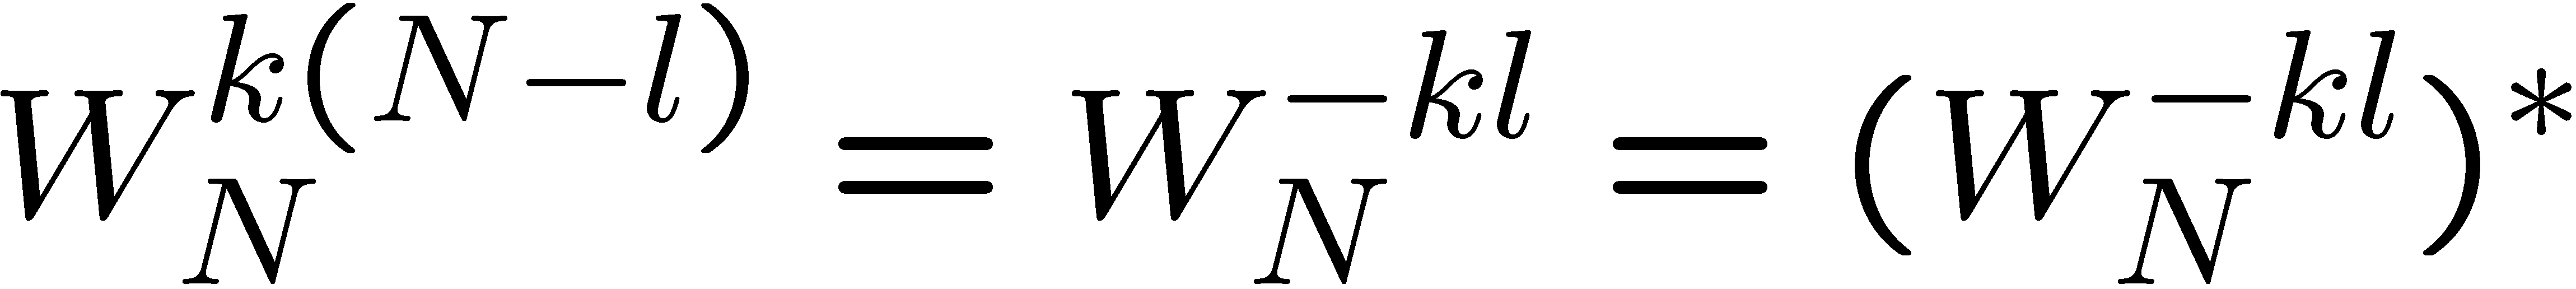 W_N^{k(N-l)} = W_N^{-kl} = (W_N^{-kl})^*